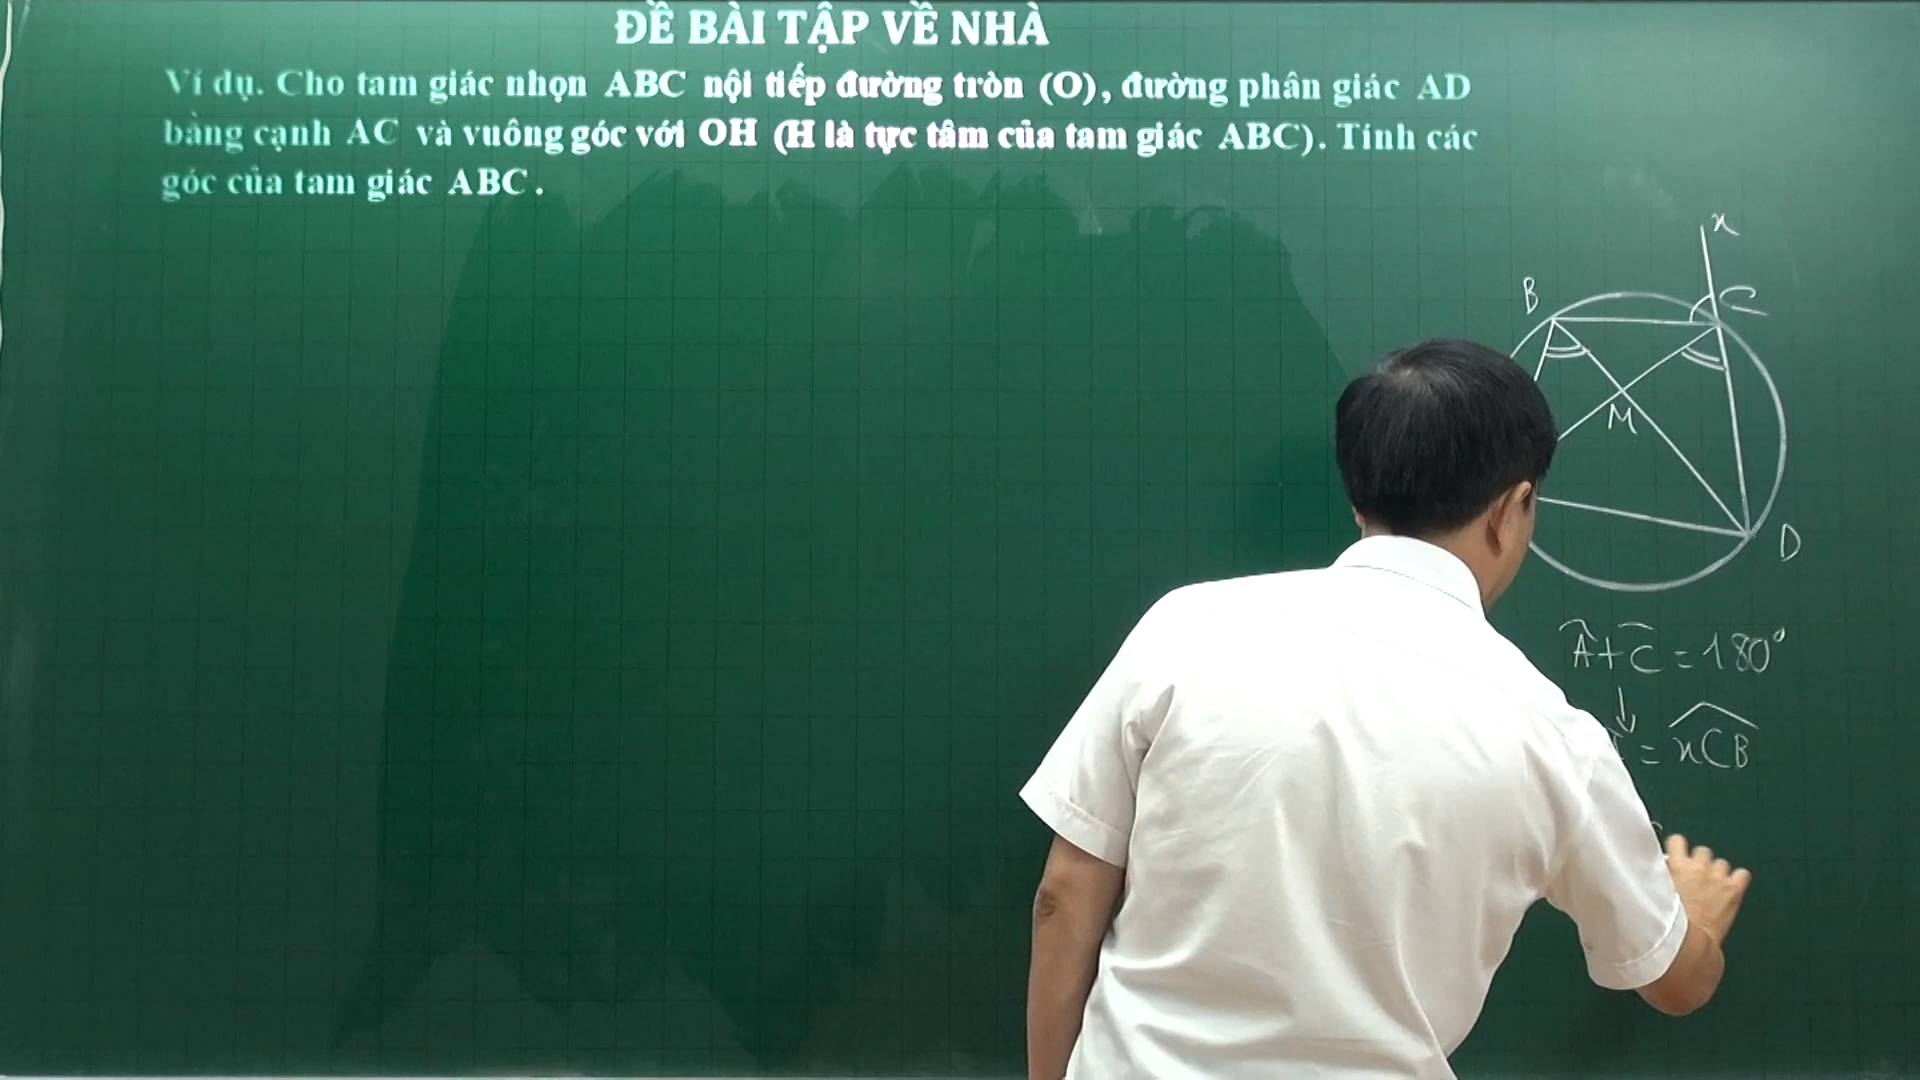 ĐỀ BÀI TẬP VỀ NHÀ
Ví dụ. Cho tam giác nhọn ABC nội tiếp đường tròn (O), đường phân giác AD
bằng cạnh AC và vuông góc với OH (H là tực tâm của tam giác ABC). Tính các
góc của tam giác ABC.
x
B
C
M
D
Â+Ĉ = 180°
↓
= xCB